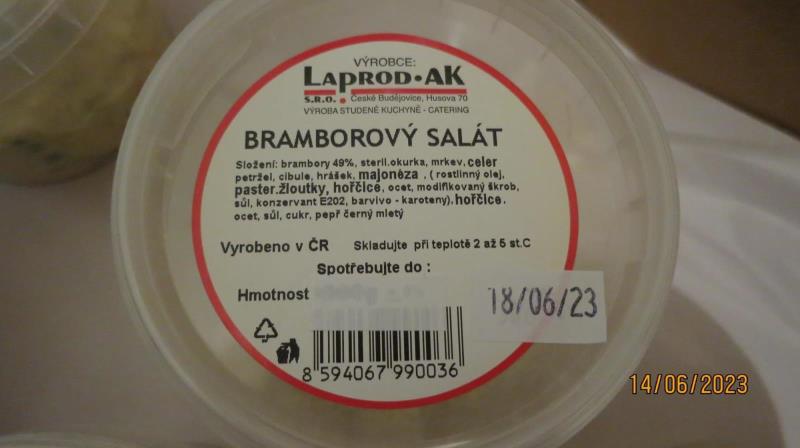 VÝROBCE:
LAPROD•AK
S.R.O. České Budějovice, Husova 70
VÝROBA STUDENÉ KUCHYNĚ - CATERING
BRAMBOROVÝ SALÁT
Složení: brambory 49%, steril.okurka, mrkev, celer
petržel, cibule, hrášek, majonéza , ( rostlinný olej,
paster.žloutky, hořčice, ocet, modifikovaný škrob,
sůl, konzervant E202, barvivo - karoteny), hořčice,
ocet, sůl, cukr, pepř černý mletý
Vyrobeno v ČR Skladujte při teplotě 2 až 5 st.C
Spotřebujte do :
Hmotnost
18/06/23
8 594067 990036
14/06/2023